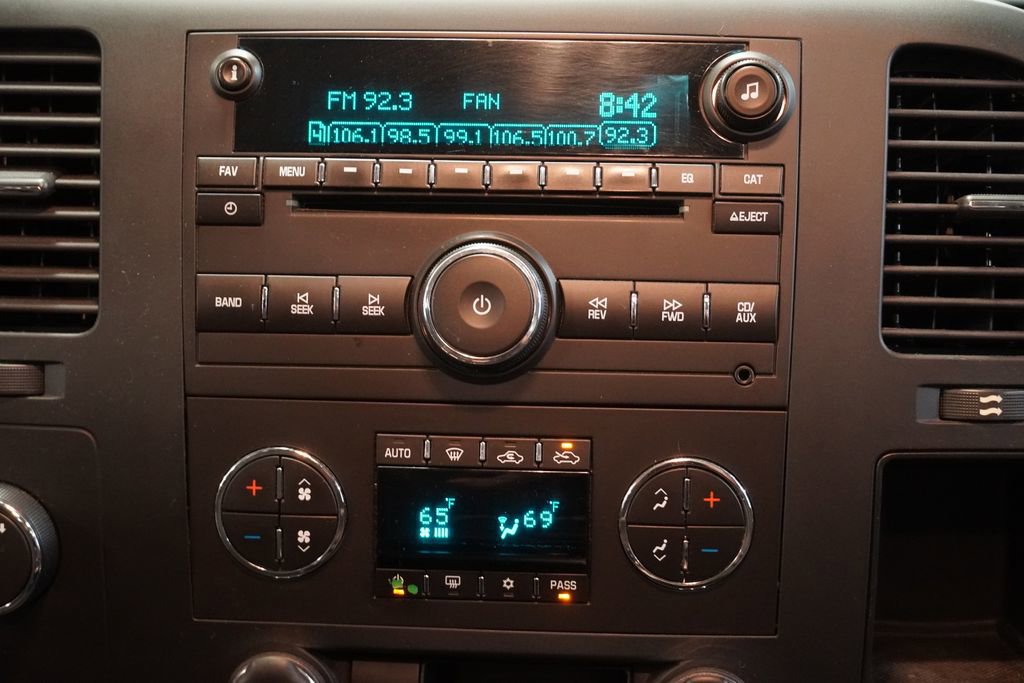 i
FM 92.3 FAN 8:42
4 106.1 98.5 99.1 106.5 100.7 92.3
FAV MENU EQ CAT
EJECT
BAND SEEK SEEK REV FWD CD/AUX
AUTO
65°F 69°F
PASS